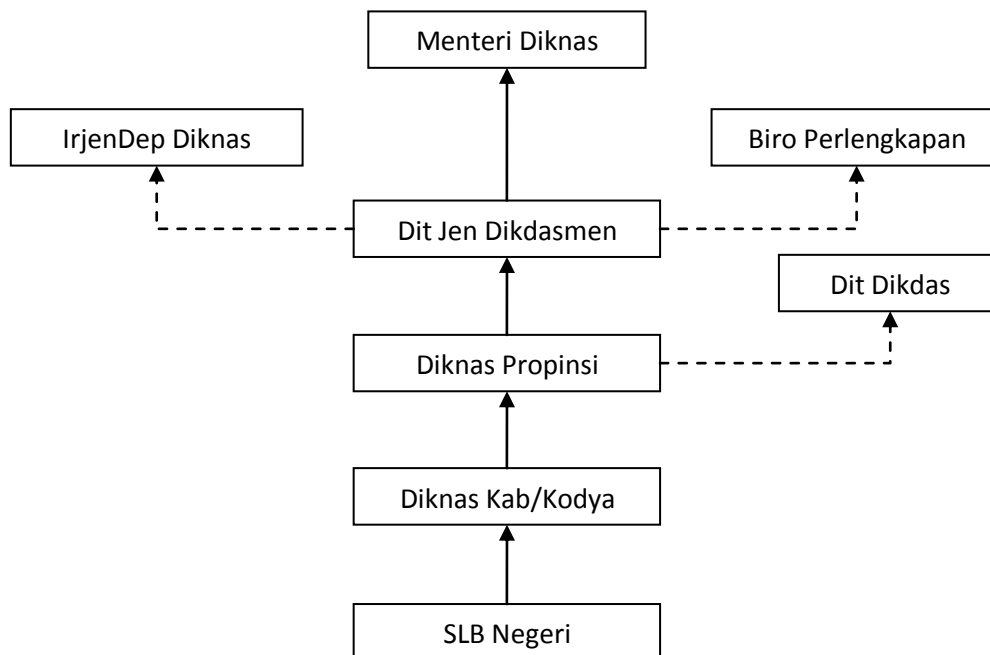 Menteri Diknas
IrjenDep Diknas
Biro Perlengkapan
Dit Jen Dikdasmen
Dit Dikdas
Diknas Propinsi
Diknas Kab/Kodya
SLB Negeri